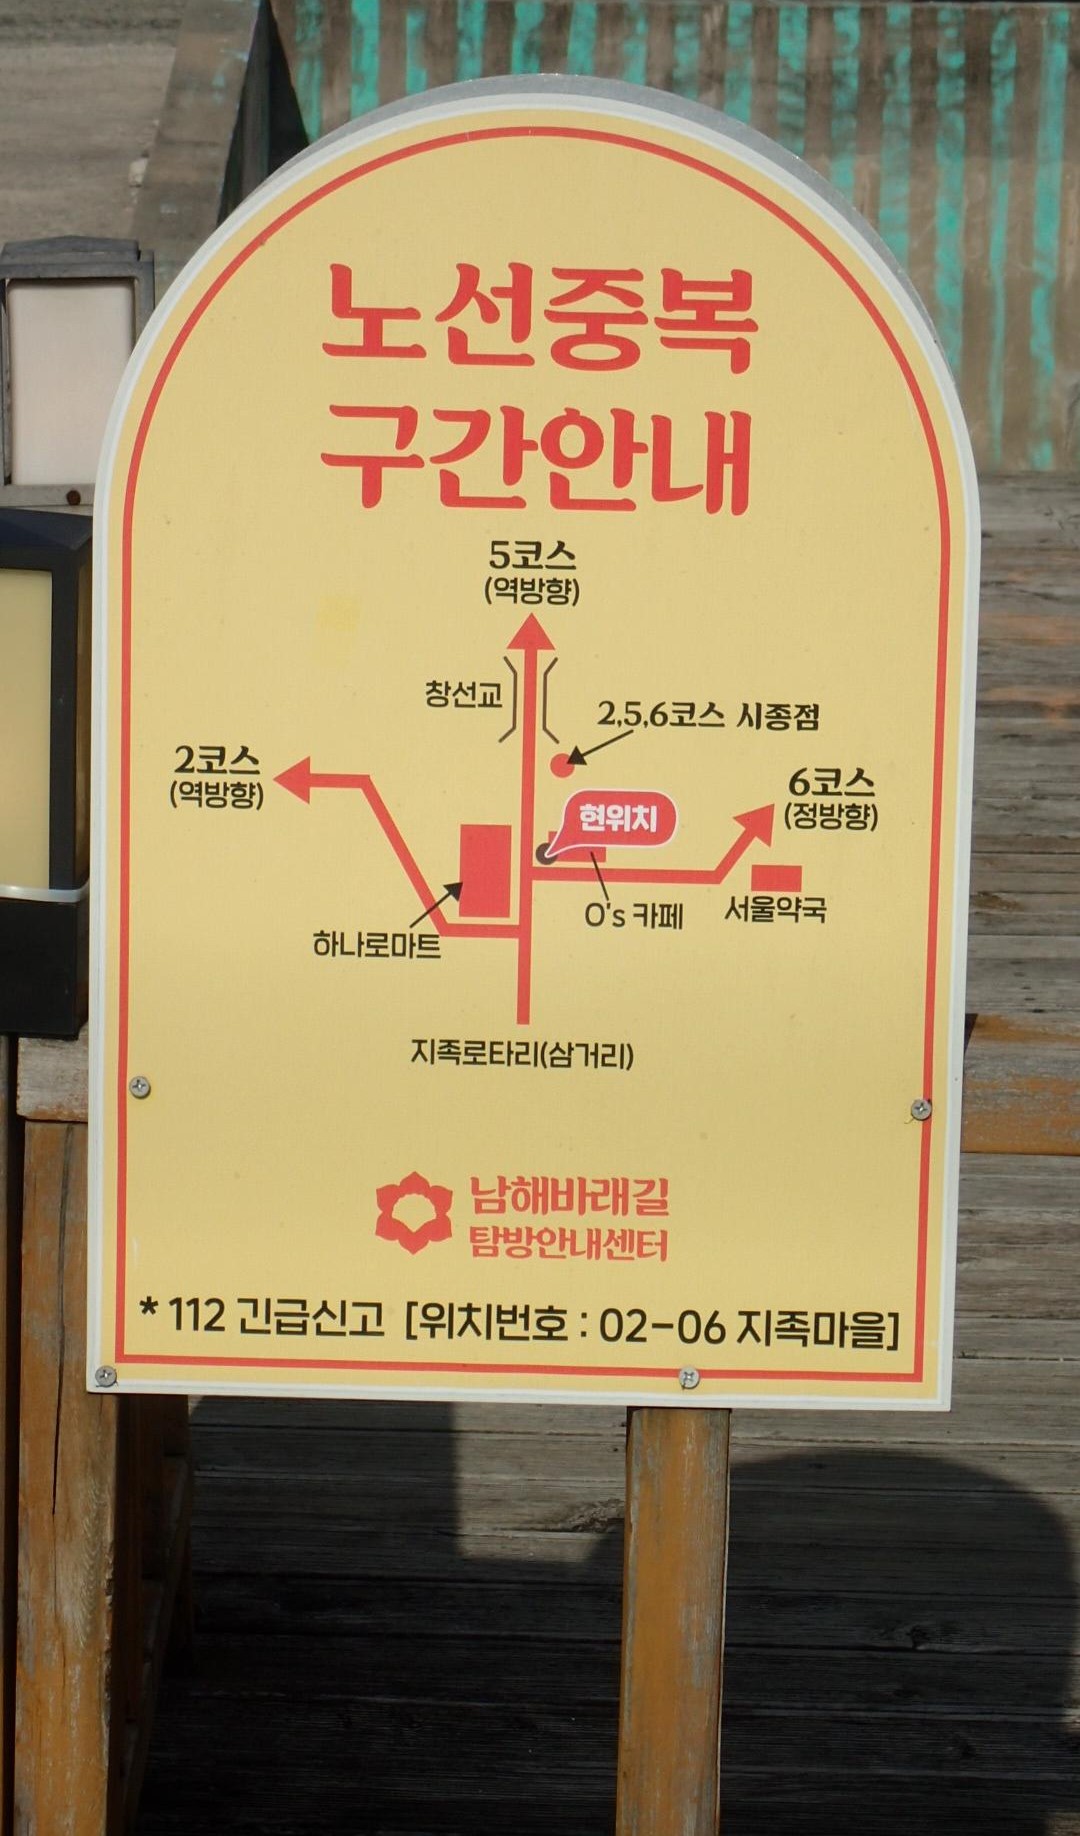 노선중복
구간안내
5코스
(역방향)
창선교
2,5,6코스 시종점
2코스
(역방향)
6코스
(정방향)
현위치
O's 카페
서울약국
하나로마트
지족로타리(삼거리)
남해바래길
탐방안내센터
* 112 긴급신고 [위치번호 : 02-06 지족마을]